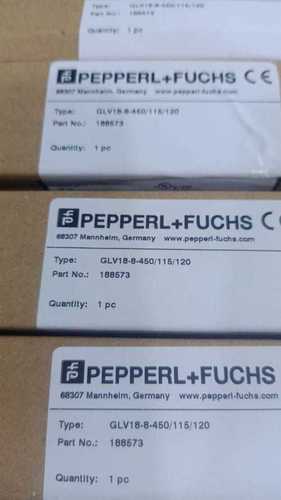 Type: GLV18-8-450/115/120
Part No.: 188573
Quantity: 1 pc
PEPPERL+FUCHS CE
68307 Mannheim, Germany www.pepperl-fuchs.com
Type: GLV18-8-450/115/120
Part No.: 188573
Quantity: 1 pc
PEPPERL+FUCHS
68307 Mannheim, Germany www.pepperl-fuchs.com
Type: GLV18-8-450/115/120
Part No.: 188573
Quantity: 1 pc
PEPPERL+FUCHS
68307 Mannheim, Germany www.pepperl-fuchs.com
Type: GLV18-8-450/115/120
Part No.: 188573
Quantity: 1 pc